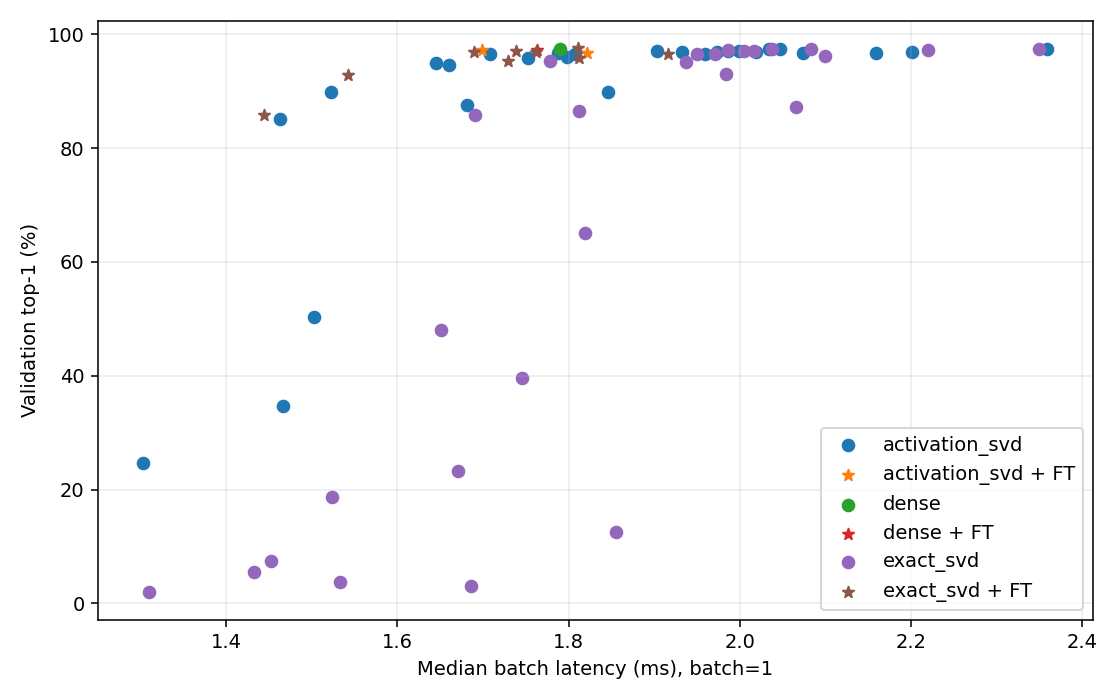 100
80
60
40
20
0
Validation top-1 (%)
activation_svd
activation_svd + FT
dense
dense + FT
exact_svd
exact_svd + FT
1.4 1.6 1.8 2.0 2.2 2.4
Median batch latency (ms), batch=1